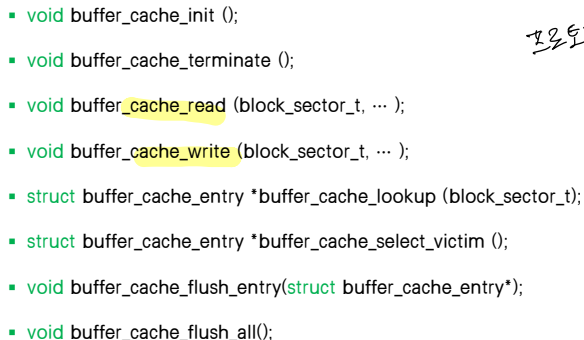 ▪ void buffer_cache_init ();
▪ void buffer_cache_terminate ();
▪ void buffer_cache_read (block_sector_t, ⋯ );
▪ void buffer_cache_write (block_sector_t, ⋯ );
▪ struct buffer_cache_entry *buffer_cache_lookup (block_sector_t);
▪ struct buffer_cache_entry *buffer_cache_select_victim ();
▪ void buffer_cache_flush_entry(struct buffer_cache_entry*);
▪ void buffer_cache_flush_all();